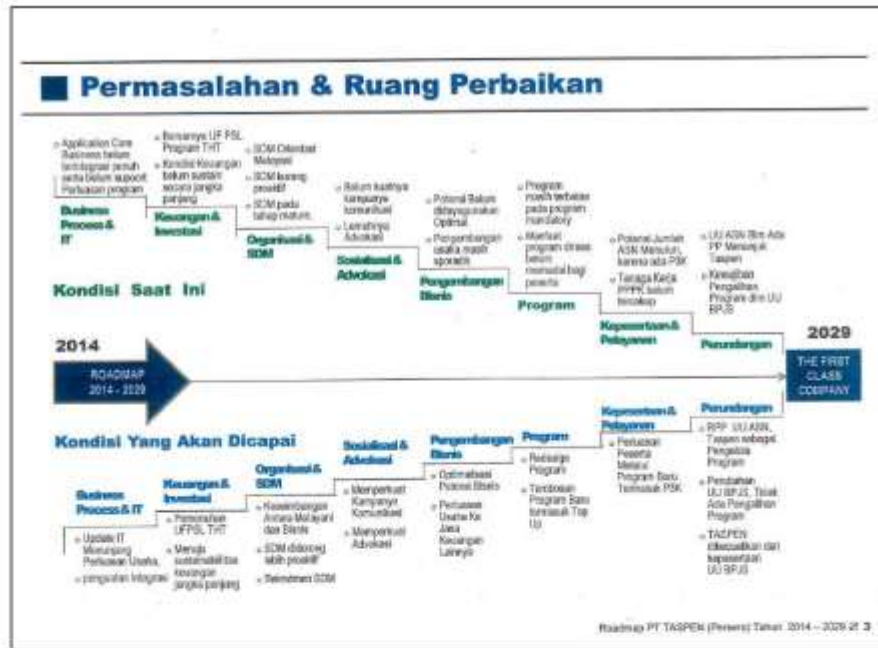 Permasalahan & Ruang Perbaikan
Application Core
Business belum
terintegrasi penuh
serta belum support
Perluasan program
Business
Process &
IT
Besarnya UF PSL
Program THT
Kondisi Keuangan
belum sustain
secara jangka
panjang
Keuangan &
Investasi
SDM Orientasi
Melayani
SDM kurang
proaktif
SDM pada
tahap mature.
Organisasi &
SDM
Belum kuatnya
kampanye
komunikasi
Lemahnya
Advokasi
Sosialisasi &
Advokasi
Potensi Belum
didayagunakan
Optimal
Pengembangan
usaha masih
sporadis
Pengembangan
Bisnis
Program
masih terbatas
pada program
mandatory
Manfaat
program dirasa
belum
memadai bagi
peserta
Program
Potensi Jumlah
ASN Menurun,
karena ada PSK
Tenaga Kerja
PPPK belum
tercakup
Kepesertaan &
Pelayanan
UU ASN Blm Ada
PP Menunjuk
Taspen
Kewajiban
Pengalihan
Program dlm UU
BPJS
Perundangan
Kondisi Saat Ini
2014
ROADMAP
2014 - 2029
2029
THE FIRST
CLASS
COMPANY
Kondisi Yang Akan Dicapai
Business
Process & IT
Update IT
Menunjang
Perluasan Usaha,
penguatan Integrasi
Keuangan &
Investasi
Pemenuhan
UFPSL THT
Menuju
sustainabilitas
keuangan
jangka panjang
Organisasi &
SDM
Keseimbangan
Antara Melayani
dan Bisnis
SDM didorong
lebih proaktif
Rekrutmen SDM
Sosialisasi &
Advokasi
Memperkuat
Kampanye
Komunikasi
Memperkuat
Advokasi
Pengembangan
Bisnis
Optimalisasi
Potensi Bisnis
Perluasan
Usaha Ke
Jasa
Keuangan
Lainnya
Program
Redesign
Program
Terobosan
Program Baru
termasuk Top
Up
Kepesertaan &
Pelayanan
Perluasan
Peserta
Melalui
Program Baru
Termasuk PSK
Perundangan
RPP UU ASN,
Taspen sebagai
Pengelola
Program
Perubahan
UU BPJS, Tidak
Ada Pengalihan
Program
TASPEN
dikecualikan dari
kepesertaan
UU BPJS
Roadmap PT TASPEN (Persero) Tahun 2014 – 2029 3